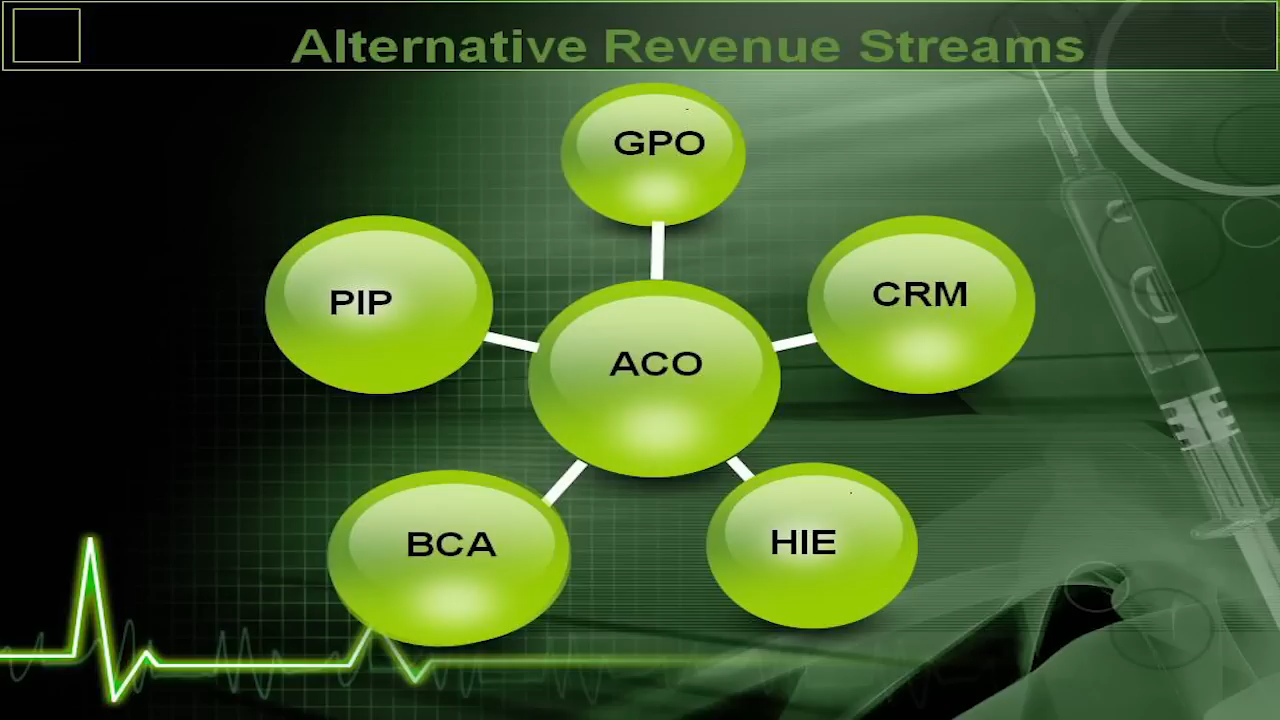 Alternative Revenue Streams
GPO
PIP
CRM
ACO
BCA
HIE